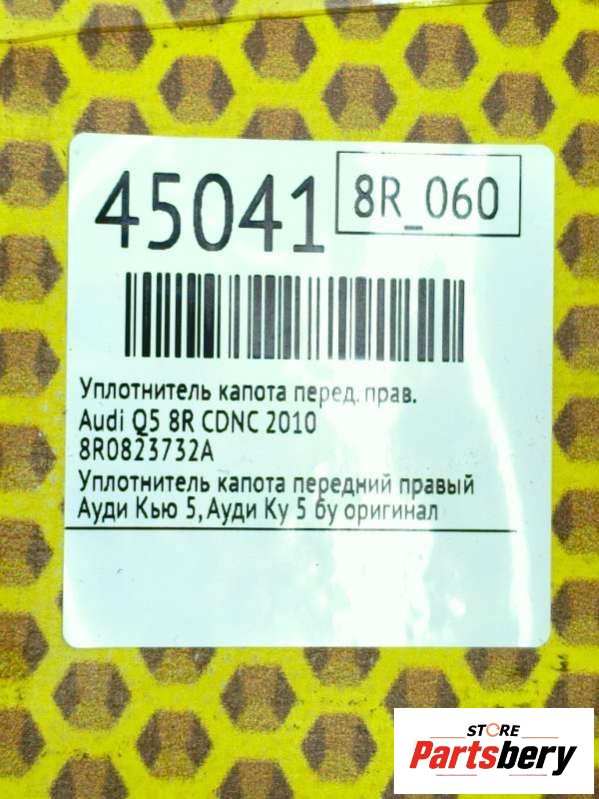 45041
8R_060
Уплотнитель капота перед. прав.
Audi Q5 8R CDNC 2010
8R0823732A
Уплотнитель капота передний правый
Ауди Кью 5, Ауди Ку 5 бу оригинал
STORE
Partsbery